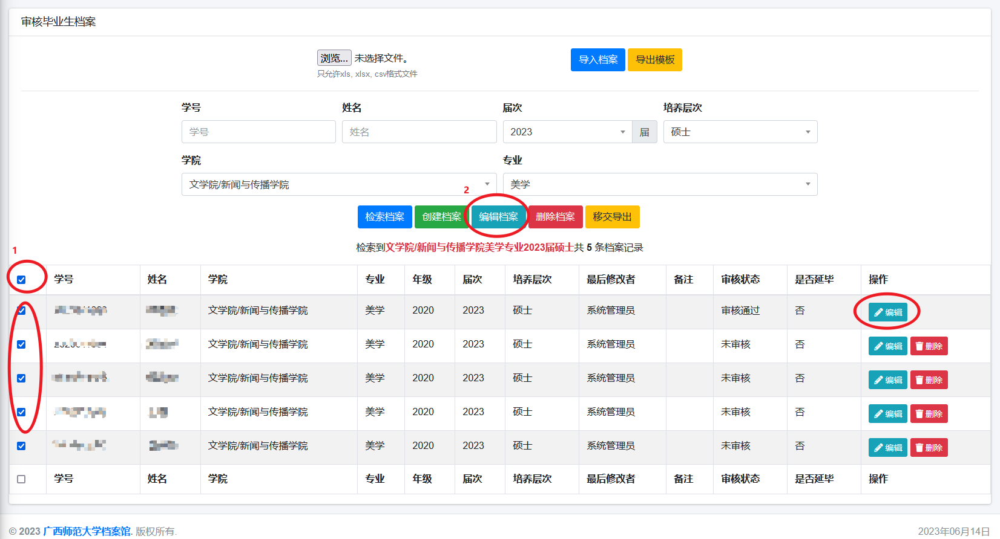 审核毕业生档案
浏览... 未选择文件。 导入档案 导出模板
只允许xls, xlsx, csv格式文件
学号 姓名 届次 培养层次
学号 姓名 2023 届 硕士
学院 专业
文学院/新闻与传播学院 美学
2
检索档案 创建档案 编辑档案 删除档案 移交导出
检索到文学院/新闻与传播学院美学专业2023届硕士共 5 条档案记录
1
学号 姓名 学院 专业 年级 届次 培养层次 最后修改者 备注 审核状态 是否延毕 操作
文学院/新闻与传播学院 美学 2020 2023 硕士 系统管理员 审核通过 否 编辑
文学院/新闻与传播学院 美学 2020 2023 硕士 系统管理员 未审核 否 编辑 删除
文学院/新闻与传播学院 美学 2020 2023 硕士 系统管理员 未审核 否 编辑 删除
文学院/新闻与传播学院 美学 2020 2023 硕士 系统管理员 未审核 否 编辑 删除
文学院/新闻与传播学院 美学 2020 2023 硕士 系统管理员 未审核 否 编辑 删除
学号 姓名 学院 专业 年级 届次 培养层次 最后修改者 备注 审核状态 是否延毕 操作
© 2023 广西师范大学档案馆. 版权所有. 2023年06月14日